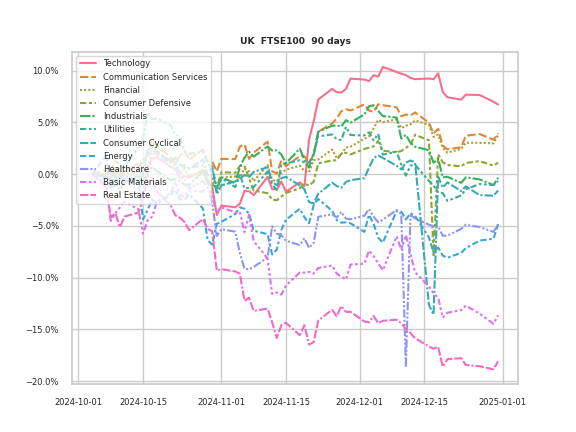 UK  FTSE100  90 days
Technology
Communication Services
Financial
Consumer Defensive
Industrials
Utilities
Consumer Cyclical
Energy
Healthcare
Basic Materials
Real Estate
10.0%
5.0%
0.0%
−5.0%
−10.0%
−15.0%
−20.0%
2024-10-01 2024-10-15 2024-11-01 2024-11-15 2024-12-01 2024-12-15 2025-01-01